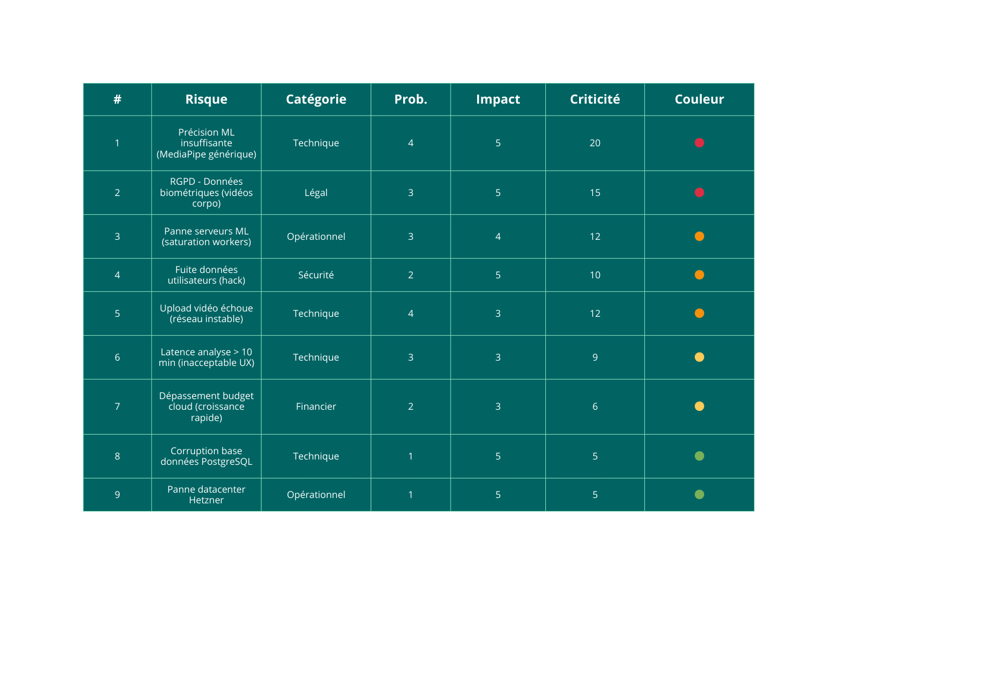 # Risque Catégorie Prob. Impact Criticité Couleur
1 Précision ML insuffisante (MediaPipe générique) Technique 4 5 20
2 RGPD - Données biométriques (vidéos corpo) Légal 3 5 15
3 Panne serveurs ML (saturation workers) Opérationnel 3 4 12
4 Fuite données utilisateurs (hack) Sécurité 2 5 10
5 Upload vidéo échoue (réseau instable) Technique 4 3 12
6 Latence analyse > 10 min (inacceptable UX) Technique 3 3 9
7 Dépassement budget cloud (croissance rapide) Financier 2 3 6
8 Corruption base données PostgreSQL Technique 1 5 5
9 Panne datacenter Hetzner Opérationnel 1 5 5